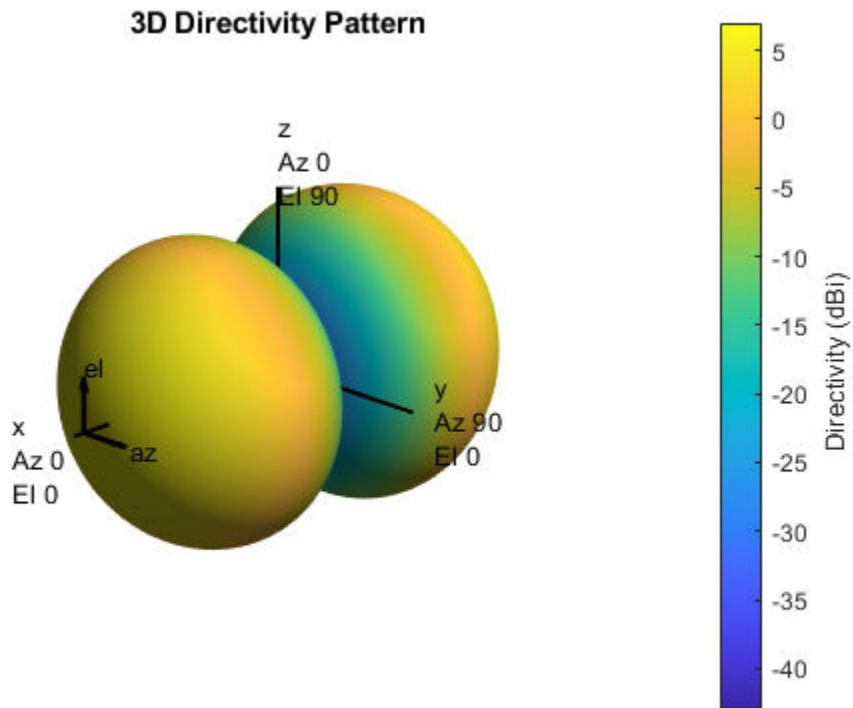 3D Directivity Pattern
z
Az 0
El 90
el
az
x
Az 0
El 0
y
Az 90
El 0
5
0
-5
-10
-15
-20
-25
-30
-35
-40
Directivity (dBi)